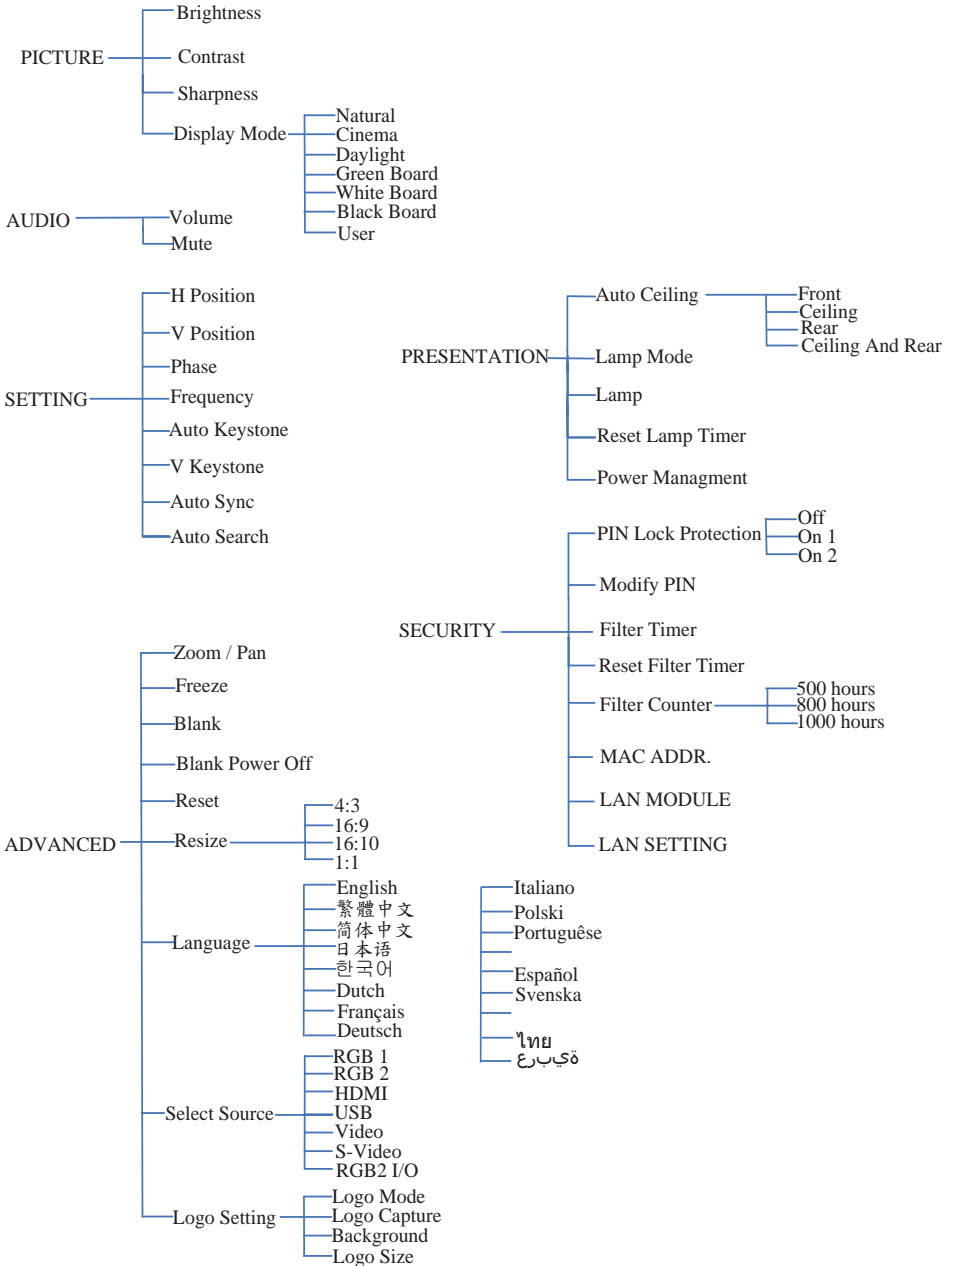 PICTURE
Brightness
Contrast
Sharpness
Display Mode
Natural
Cinema
Daylight
Green Board
White Board
Black Board
User
AUDIO
Volume
Mute
SETTING
H Position
V Position
Phase
Frequency
Auto Keystone
V Keystone
Auto Sync
Auto Search
PRESENTATION
Auto Ceiling
Front
Ceiling
Rear
Ceiling And Rear
Lamp Mode
Lamp
Reset Lamp Timer
Power Managment
SECURITY
PIN Lock Protection
Off
On 1
On 2
Modify PIN
Filter Timer
Reset Filter Timer
Filter Counter
500 hours
800 hours
1000 hours
MAC ADDR.
LAN MODULE
LAN SETTING
ADVANCED
Zoom / Pan
Freeze
Blank
Blank Power Off
Reset
Resize
4:3
16:9
16:10
1:1
Language
English
繁體中文
简体中文
日本语
한국어
Dutch
Français
Deutsch
Italiano
Polski
Portuguêse
Español
Svenska
ไทย
ةيبرع
Select Source
RGB 1
RGB 2
HDMI
USB
Video
S-Video
RGB2 I/O
Logo Setting
Logo Mode
Logo Capture
Background
Logo Size